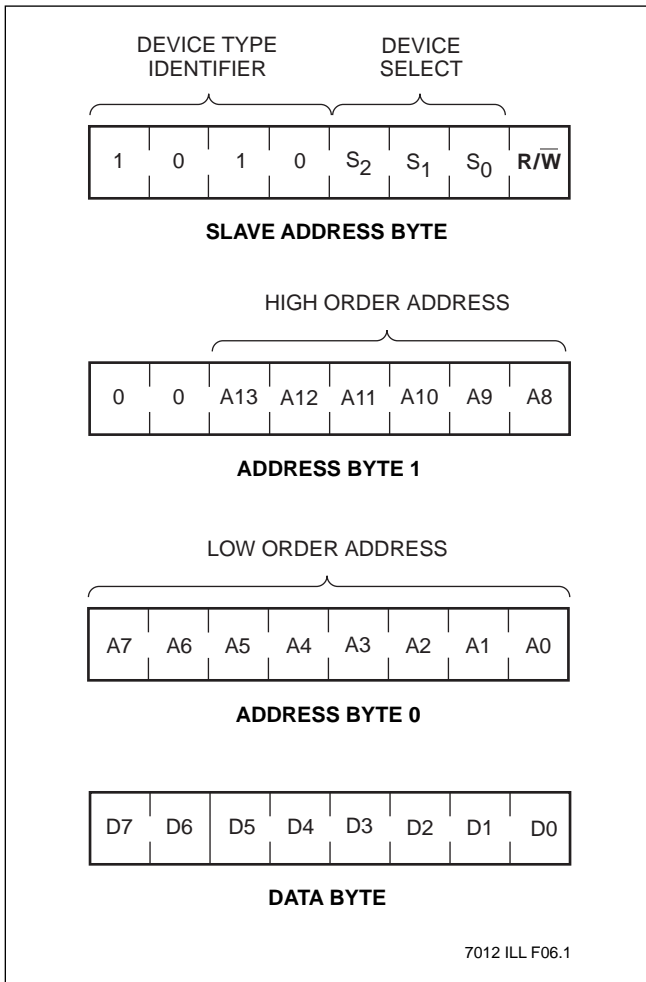 DEVICE TYPE IDENTIFIER DEVICE SELECT
1 0 1 0 S2 S1 S0 R/W̅
SLAVE ADDRESS BYTE
HIGH ORDER ADDRESS
0 0 A13 A12 A11 A10 A9 A8
ADDRESS BYTE 1
LOW ORDER ADDRESS
A7 A6 A5 A4 A3 A2 A1 A0
ADDRESS BYTE 0
D7 D6 D5 D4 D3 D2 D1 D0
DATA BYTE
7012 ILL F06.1